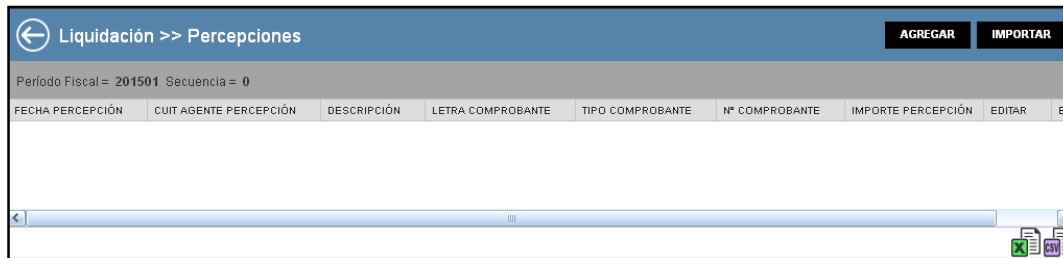 Liquidación >> Percepciones AGREGAR IMPORTAR
Período Fiscal = 201501 Secuencia = 0
FECHA PERCEPCIÓN CUIT AGENTE PERCEPCIÓN DESCRIPCIÓN LETRA COMPROBANTE TIPO COMPROBANTE Nº COMPROBANTE IMPORTE PERCEPCIÓN EDITAR E
X CSV